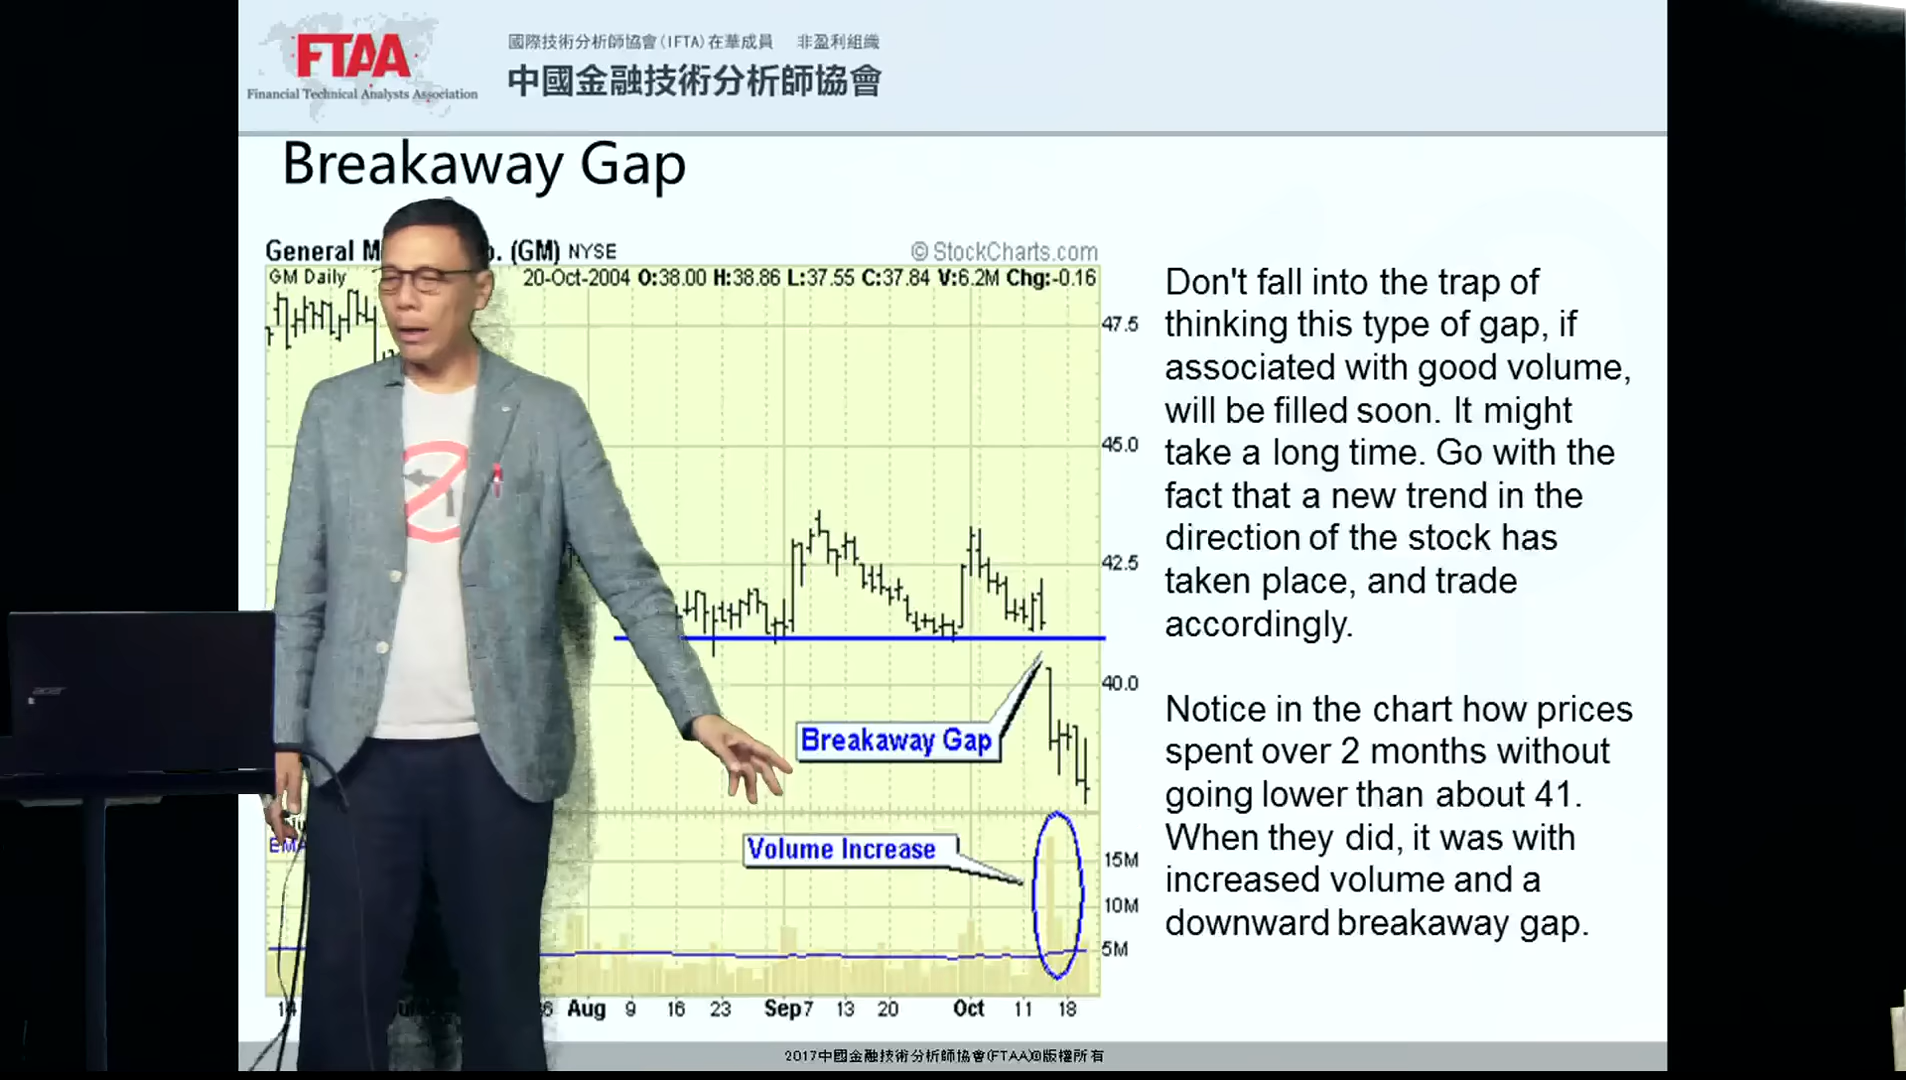 FTAA
Financial Technical Analysts Association
國際技術分析師協會(IFTA)在華成員 非盈利組織
中國金融技術分析師協會
Breakaway Gap
General M . (GM) NYSE
© StockCharts.com
GM Daily
20-Oct-2004 O:38.00 H:38.86 L:37.55 C:37.84 V:6.2M Chg:-0.16
47.5
45.0
42.5
40.0
Breakaway Gap
Volume Increase
EMA
15M
10M
5M
14
26 Aug 9 16 23 Sep7 13 20 Oct 11 18
Don't fall into the trap of
thinking this type of gap, if
associated with good volume,
will be filled soon. It might
take a long time. Go with the
fact that a new trend in the
direction of the stock has
taken place, and trade
accordingly.
Notice in the chart how prices
spent over 2 months without
going lower than about 41.
When they did, it was with
increased volume and a
downward breakaway gap.
acer
2017中國金融技術分析師協會(FTAA)©版權所有